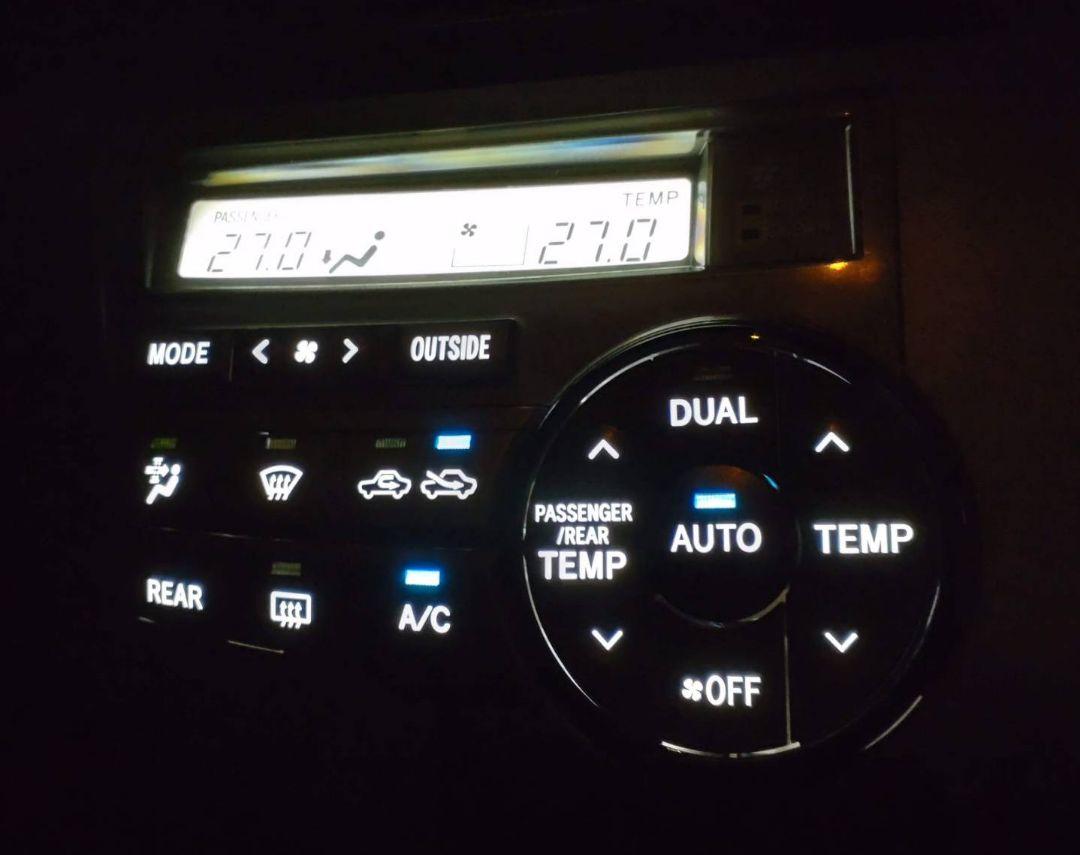 PASSENGER TEMP
27.0 27.0
MODE OUTSIDE
DUAL
PASSENGER
/REAR
TEMP
AUTO
TEMP
REAR
A/C
OFF